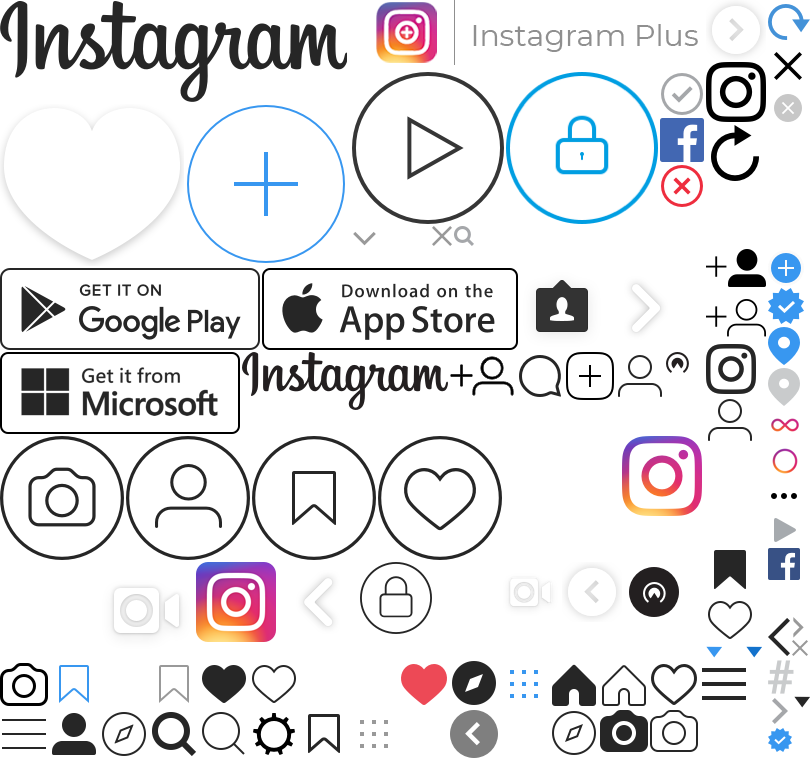 Instagram
Instagram Plus
GET IT ON
Google Play
Download on the
App Store
Get it from
Microsoft
Instagram